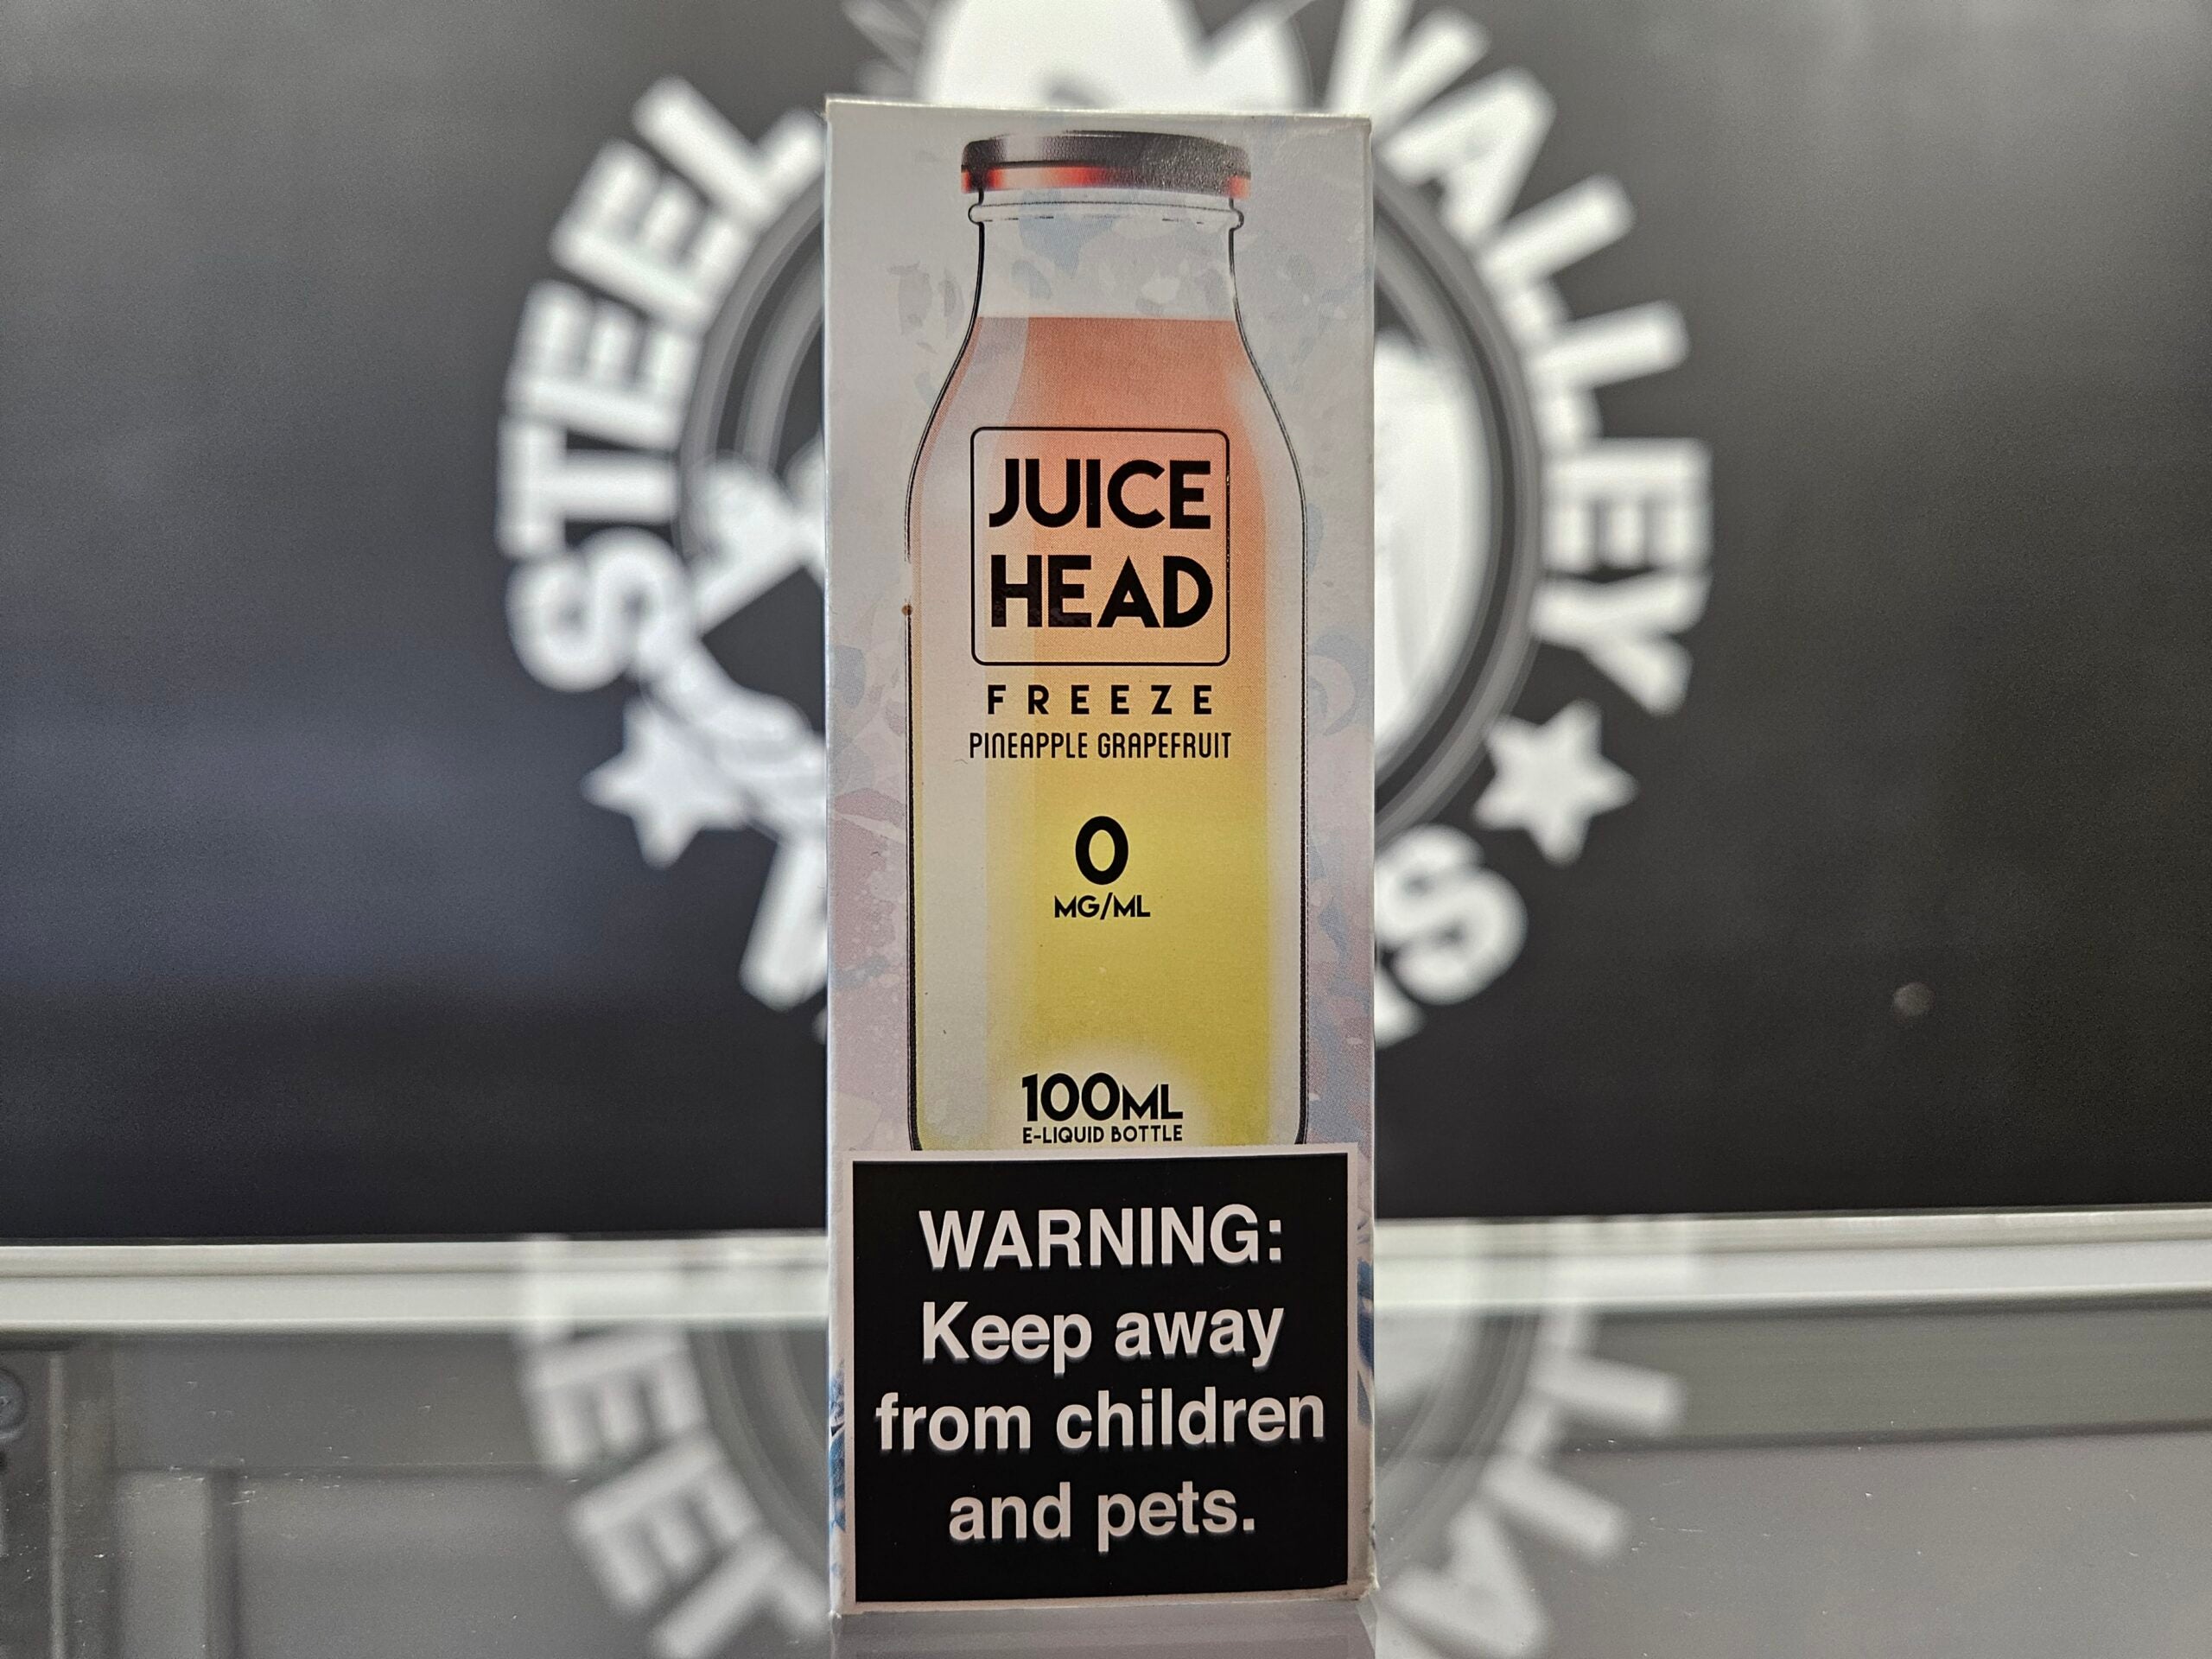 STEEL VALLEY
JUICE
HEAD
FREEZE
PINEAPPLE GRAPEFRUIT
0
MG/ML
100ML
E-LIQUID BOTTLE
WARNING:
Keep away
from children
and pets.